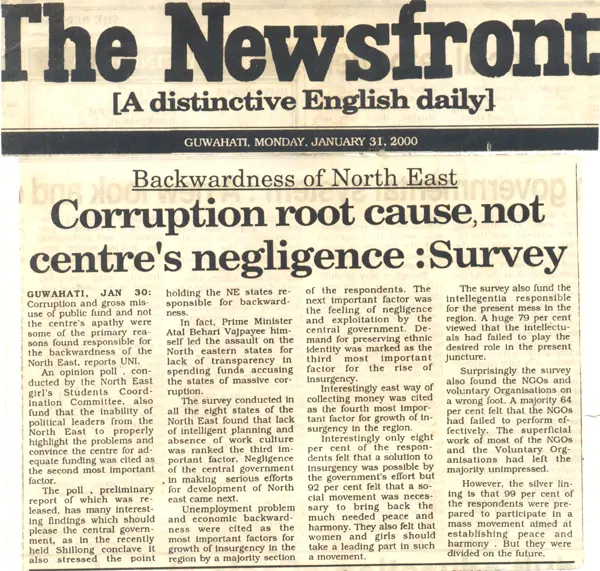 The Newsfront
[A distinctive English daily]
GUWAHATI, MONDAY, JANUARY 31, 2000
Backwardness of North East
Corruption root cause, not
centre's negligence : Survey
GUWAHATI, JAN 30:
Corruption and gross mis-
use of public fund and not
the centre's apathy were
some of the primary rea-
sons found responsible for
the backwardness of the
North East, reports UNI.
An opinion poll , con-
ducted by the North East
girl's Students Coord-
ination Committee, also
fund that the inability of
political leaders from the
North East to properly
highlight the problems and
convince the centre for ad-
equate funding was cited as
the second most important
factor.
The poll , preliminary
report of which was re-
leased, has many interest-
ing findings which should
please the central govern-
ment, as in the recently
held Shillong conclave it
also stressed the point
holding the NE states re-
sponsible for backward-
ness.
In fact, Prime Minister
Atal Behari Vajpayee him-
self led the assault on the
North eastern states for
lack of transparency in
spending funds accusing
the states of massive cor-
ruption.
The survey conducted in
all the eight states of the
North East found that lack
of intelligent planning and
absence of work culture
was ranked the third im-
portant factor. Negligence
of the central government
in making serious efforts
for development of North
east came next.
Unemployment problem
and economic backward-
ness were cited as the
most important factors for
growth of insurgency in the
region by a majority section
of the respondents. The
next important factor was
the feeling of negligence
and exploitation by the
central government. De-
mand for preserving ethnic
identity was marked as the
third most important
factor for the rise of
insurgency.
Interestingly east way of
collecting money was cited
as the fourth most impor-
tant factor for growth of in-
surgency in the region.
Interestingly only eight
per cent of the respon-
dents felt that a solution to
insurgency was possible by
the government's effort but
92 per cent felt that a so-
cial movement was neces-
sary to bring back the
much needed peace and
harmony. They also felt that
women and girls should
take a leading part in such
a movement.
The survey also fund the
intellegentia responsible
for the present mess in the
region. A huge 79 per cent
viewed that the intellectu-
als had failed to play the
desired role in the present
juncture.
Surprisingly the survey
also found the NGOs and
voluntary Organisations on
a wrong foot. A majority 64
per cent felt that the NGOs
had failed to perform ef-
fectively. The superficial
work of most of the NGOs
and the Voluntary Org-
anisations had left the
majority unimpressed.
However, the silver lin-
ing is that 99 per cent of
the respondents were pre-
pared to participate in a
mass movement aimed at
establishing peace and
harmony . But they were
divided on the future.